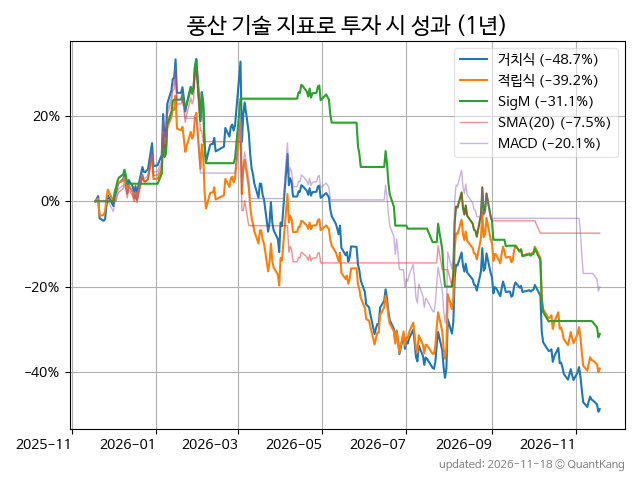 풍산 기술 지표로 투자 시 성과 (1년)
거치식 (−48.7%)
적립식 (−39.2%)
SigM (−31.1%)
SMA(20) (−7.5%)
MACD (−20.1%)
20%
0%
−20%
−40%
2025-11
2026-01
2026-03
2026-05
2026-07
2026-09
2026-11
updated: 2026-11-18 © QuantKang